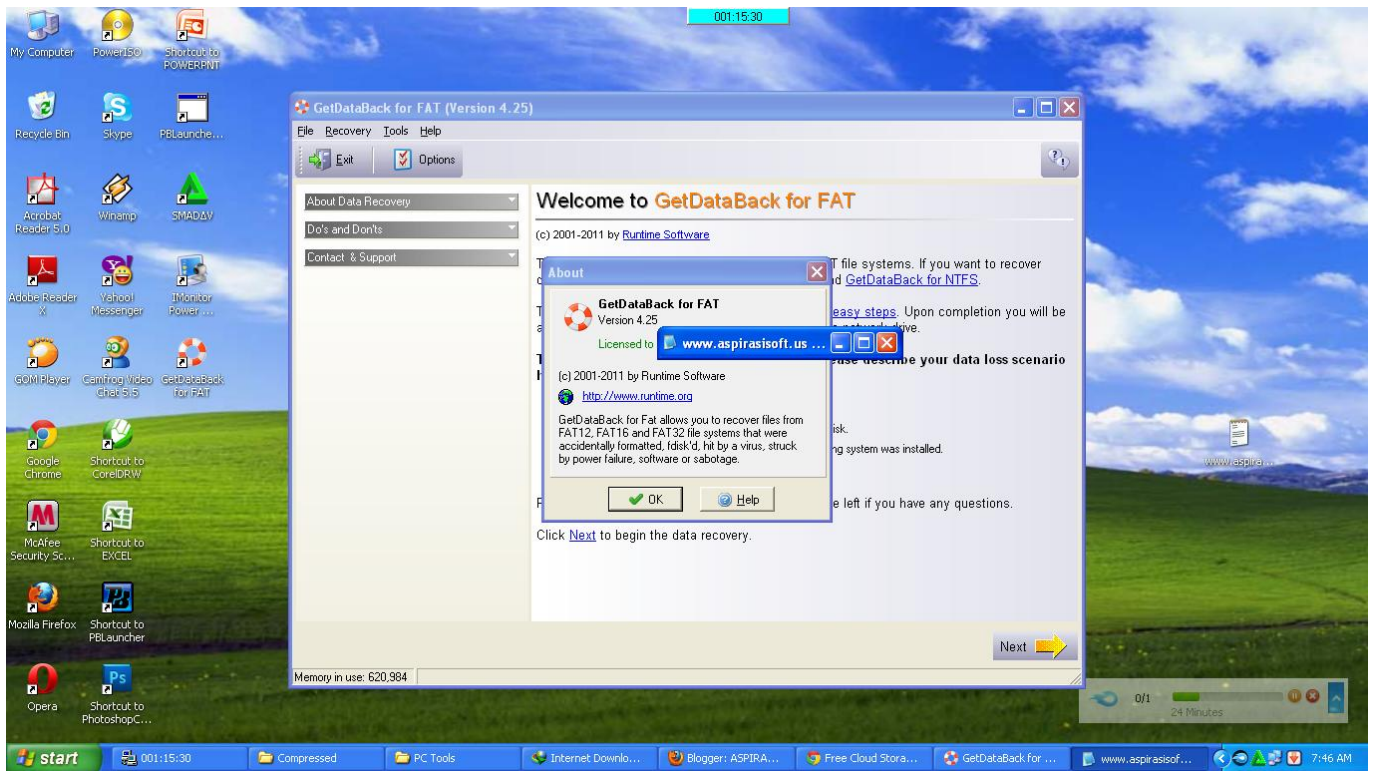 001:15:30
My Computer
PowerISO
Shortcut to POWERPNT
Recycle Bin
Skype
PBLaunche...
Acrobat Reader 5.0
Winamp
SMADAV
Adobe Reader X
Yahoo! Messenger
IMonitor Power ...
GOM Player
Camfrog Video Chat 5.5
GetDataBack for FAT
Google Chrome
Shortcut to CorelDRW
McAfee Security Sc...
Shortcut to EXCEL
Mozilla Firefox
Shortcut to PBLauncher
Opera
Shortcut to PhotoshopC...
GetDataBack for FAT (Version 4.25)
File Recovery Tools Help
Exit Options
About Data Recovery
Do's and Don'ts
Contact & Support
Welcome to GetDataBack for FAT
(c) 2001-2011 by Runtime Software
T file systems. If you want to recover
GetDataBack for NTFS.
easy steps. Upon completion you will be
network drive.
ease describe your data loss scenario
isk.
ng system was installed.
e left if you have any questions.
Click Next to begin the data recovery.
Next
Memory in use: 620,984
About
GetDataBack for FAT
Version 4.25
Licensed to
www.aspirasisoft.us ...
(c) 2001-2011 by Runtime Software
http://www.runtime.org
GetDataBack for Fat allows you to recover files from
FAT12, FAT16 and FAT32 file systems that were
accidentally formatted, fdisk'd, hit by a virus, struck
by power failure, software or sabotage.
OK Help
www.aspira...
0/1
24 Minutes
start
001:15:30
Compressed
PC Tools
Internet Downlo...
Blogger: ASPIRA...
Free Cloud Stora...
GetDataBack for ...
www.aspirasisof...
7:46 AM